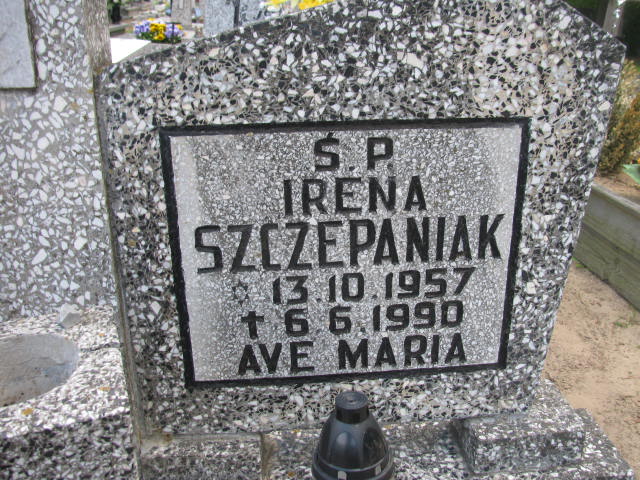 Ś. P.
IRENA
SZCZEPANIAK
☼ 13.10.1957
✝ 6.6.1990
AVE MARIA